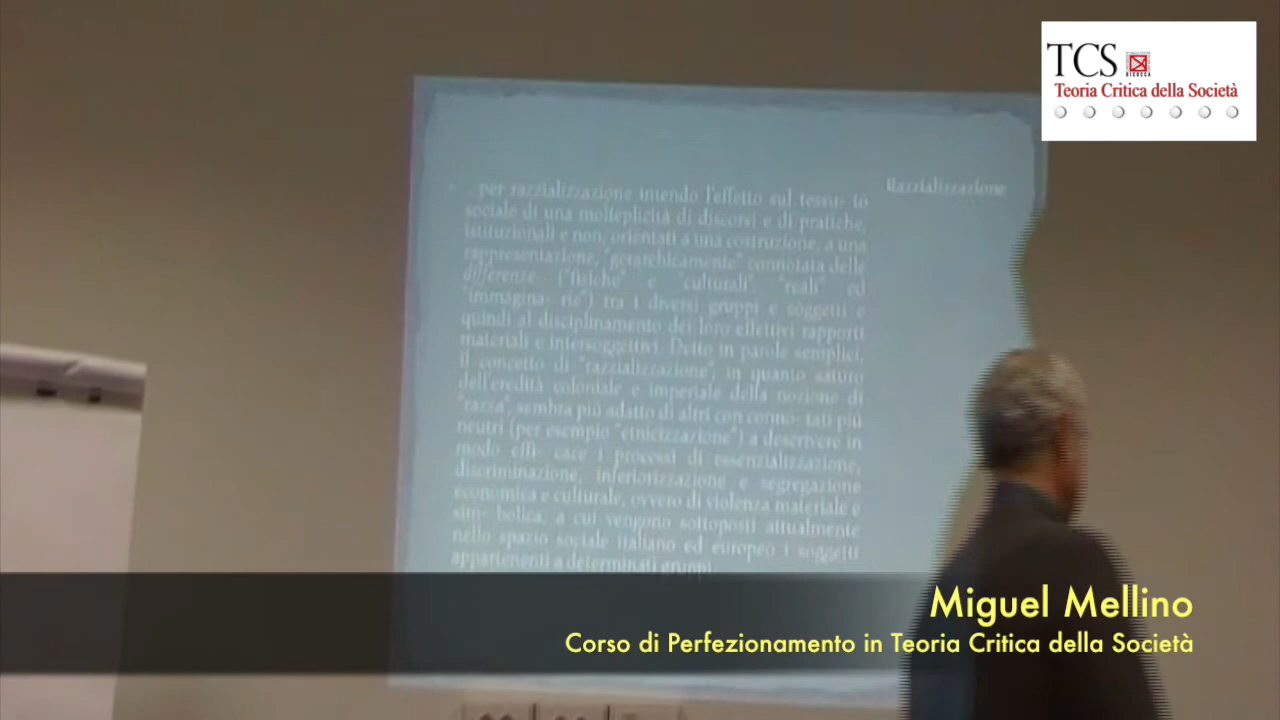 TCS
BICOCCA
Teoria Critica della Società
Razzializzazione
per razzializzazione intendo l'effetto sul tessu- to
sociale di una molteplicità di discorsi e di pratiche,
istituzionali e non, orientati a una costruzione, a una
rappresentazione, "gerarchicamente" connotata delle
differenze ("fisiche" e "culturali", "reali" ed
"immagina- rie") tra i diversi gruppi e soggetti e
quindi al disciplinamento dei loro effettivi rapporti
materiali e intersoggettivi. Detto in parole semplici,
il concetto di "razzializzazione", in quanto saturo
dell'eredità coloniale e imperiale della nozione di
"razza", sembra più adatto di altri con conno- tati più
neutri (per esempio "etnicizzazione") a descrivere in
modo effi- cace i processi di essenzializzazione,
discriminazione, inferiorizzazione e segregazione
economica e culturale, ovvero di violenza materiale e
sim- bolica, a cui vengono sottoposti attualmente
nello spazio sociale italiano ed europeo i soggetti
appartenenti a determinati gruppi
Miguel Mellino
Corso di Perfezionamento in Teoria Critica della Società